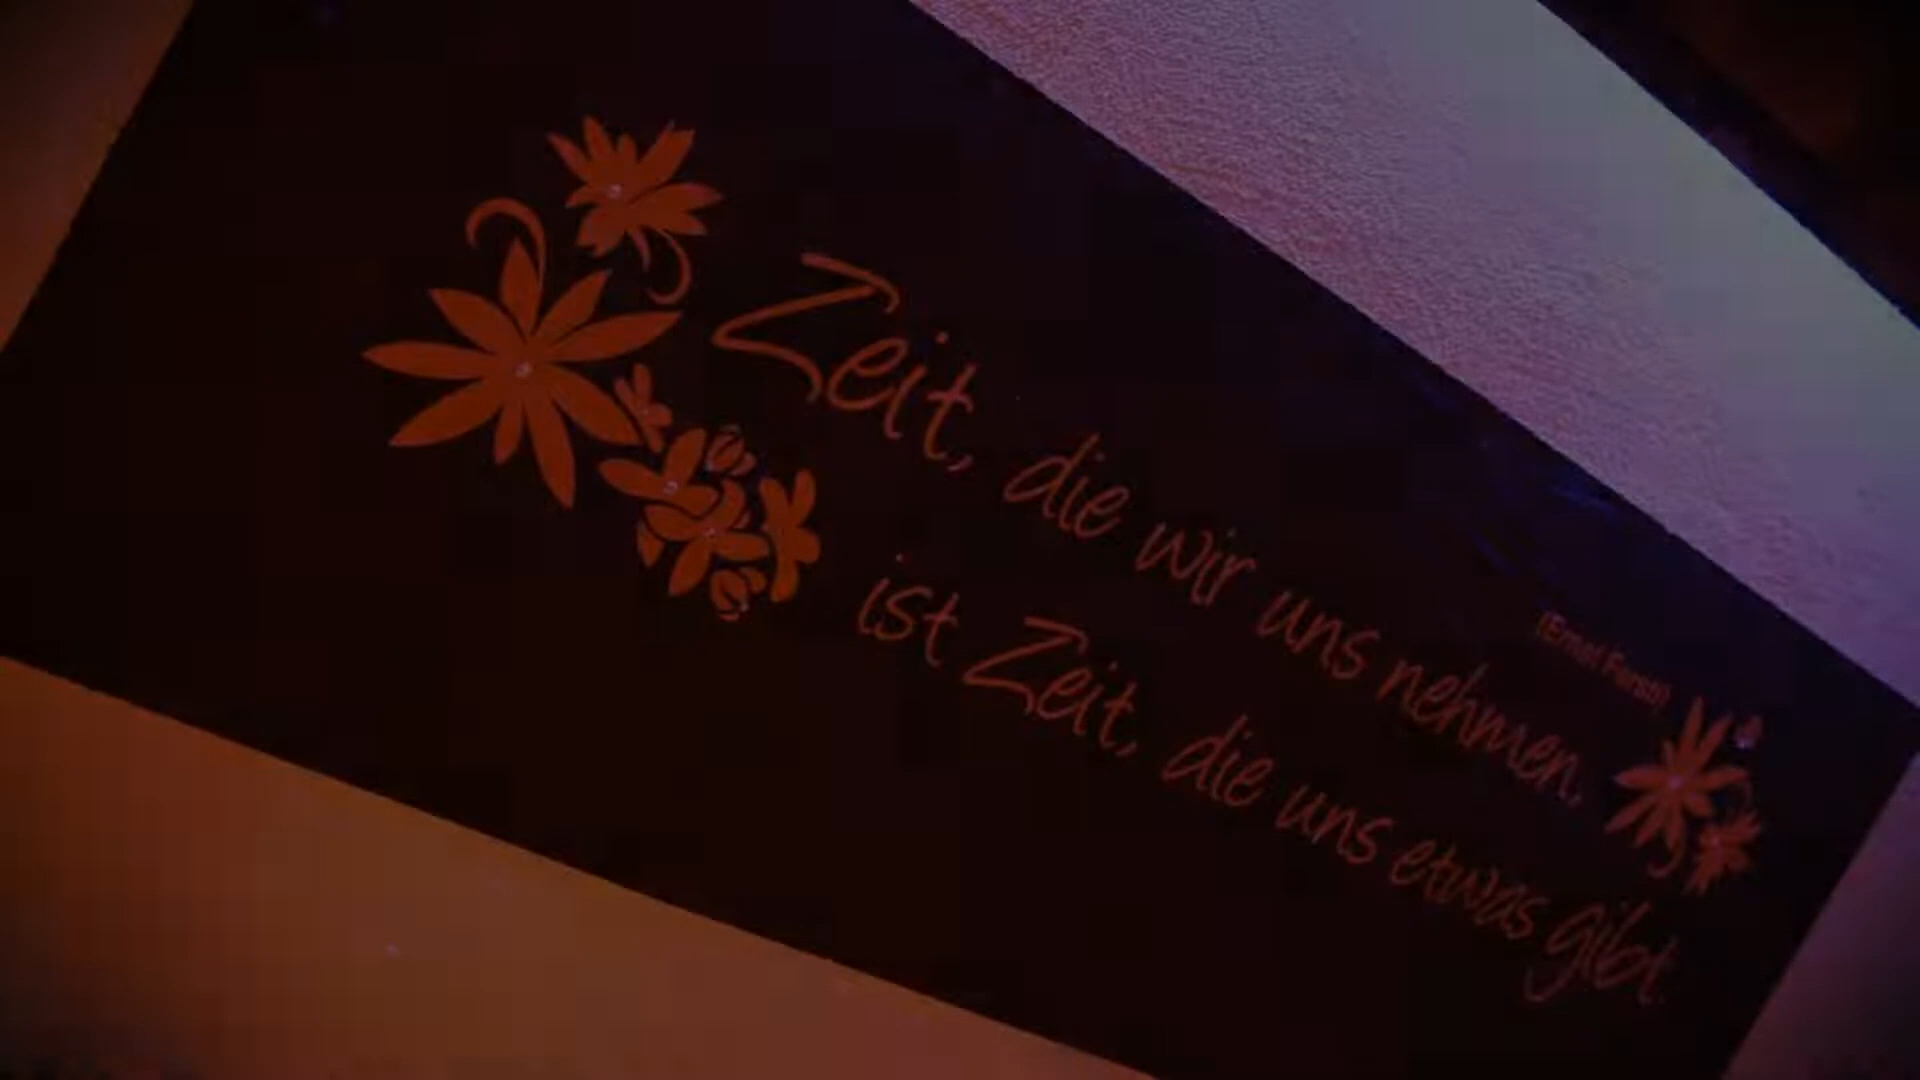 Zeit, die wir uns nehmen,
ist Zeit, die uns etwas gibt.
(Ernst Ferstl)